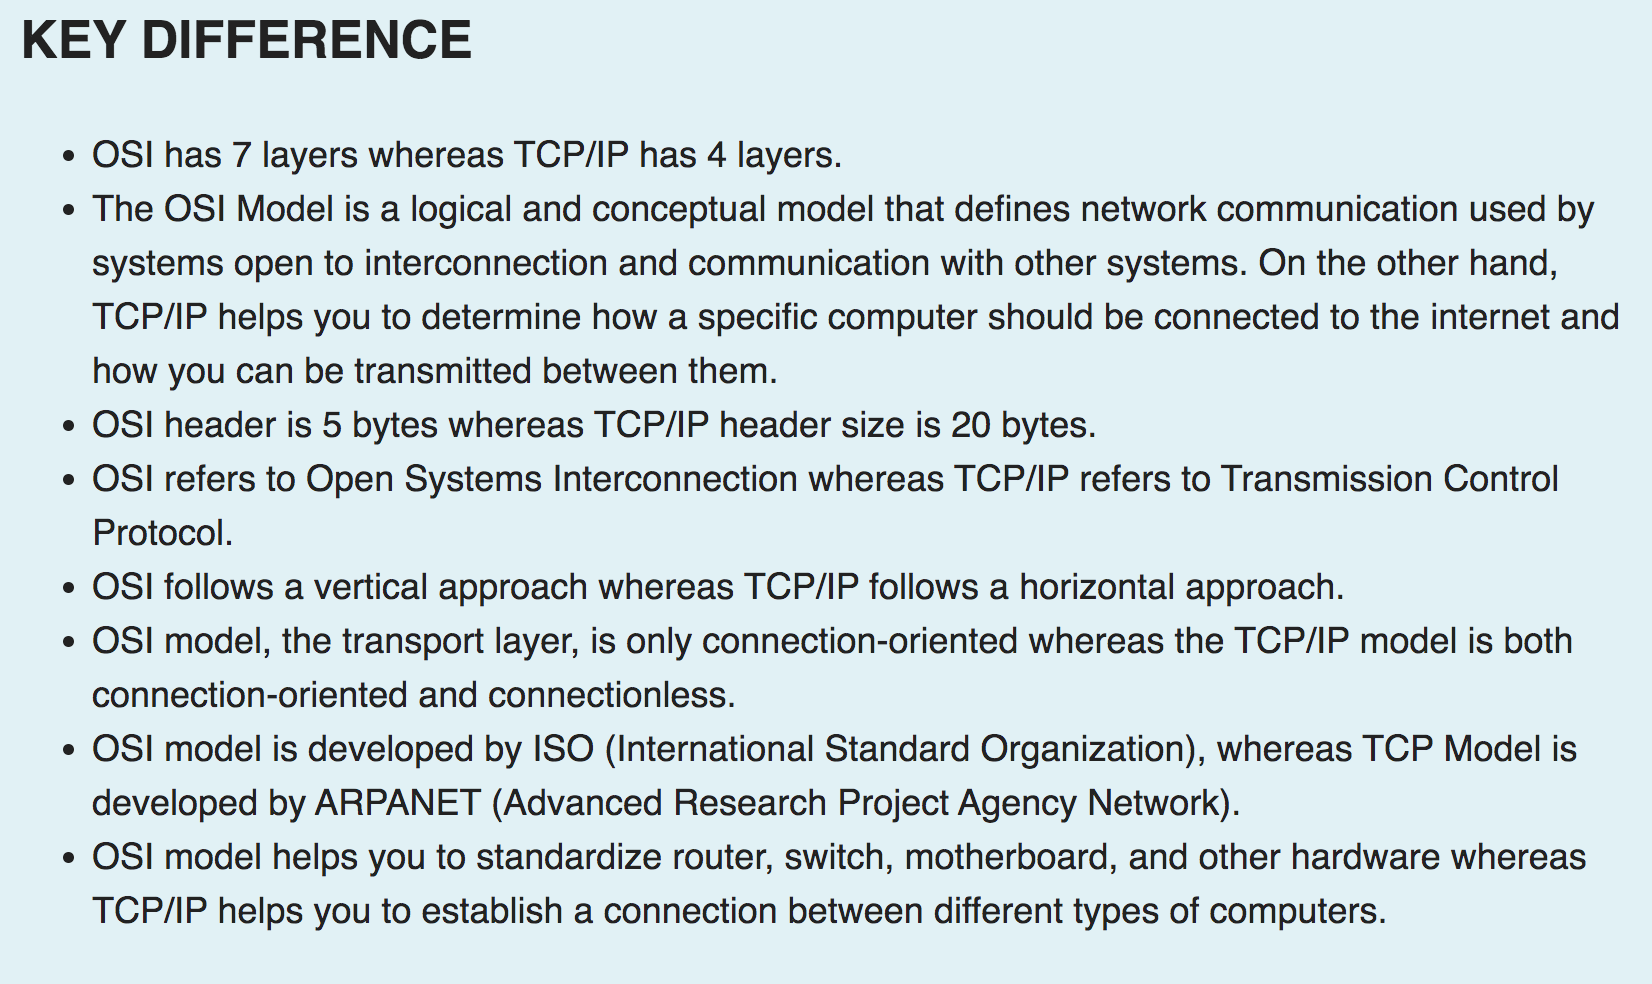 KEY DIFFERENCE
• OSI has 7 layers whereas TCP/IP has 4 layers.
• The OSI Model is a logical and conceptual model that defines network communication used by
systems open to interconnection and communication with other systems. On the other hand,
TCP/IP helps you to determine how a specific computer should be connected to the internet and
how you can be transmitted between them.
• OSI header is 5 bytes whereas TCP/IP header size is 20 bytes.
• OSI refers to Open Systems Interconnection whereas TCP/IP refers to Transmission Control
Protocol.
• OSI follows a vertical approach whereas TCP/IP follows a horizontal approach.
• OSI model, the transport layer, is only connection-oriented whereas the TCP/IP model is both
connection-oriented and connectionless.
• OSI model is developed by ISO (International Standard Organization), whereas TCP Model is
developed by ARPANET (Advanced Research Project Agency Network).
• OSI model helps you to standardize router, switch, motherboard, and other hardware whereas
TCP/IP helps you to establish a connection between different types of computers.